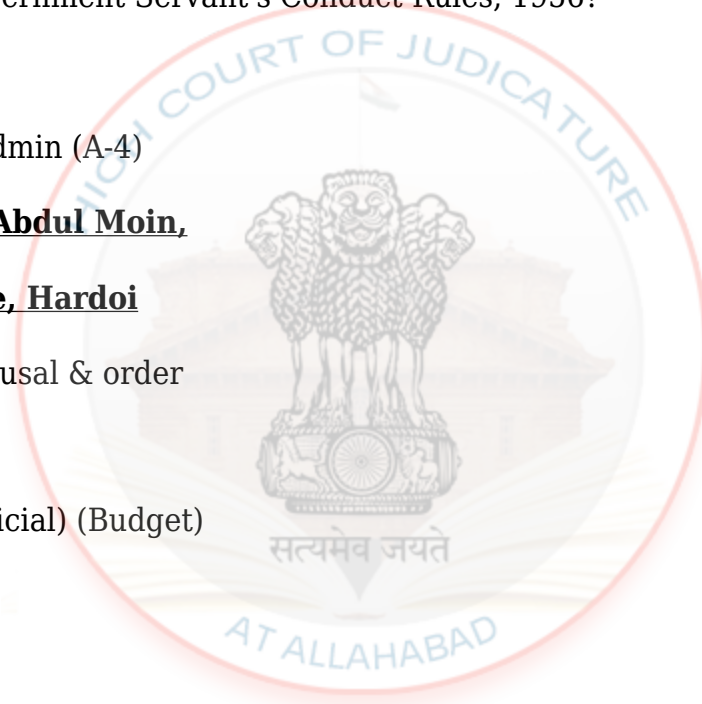 ernment Servant's Conduct Rules, 1956?
HIGH COURT OF JUDICATURE
dmin (A-4)
Abdul Moin,
e, Hardoi
usal & order
icial) (Budget)
सत्यमेव जयते
AT ALLAHABAD